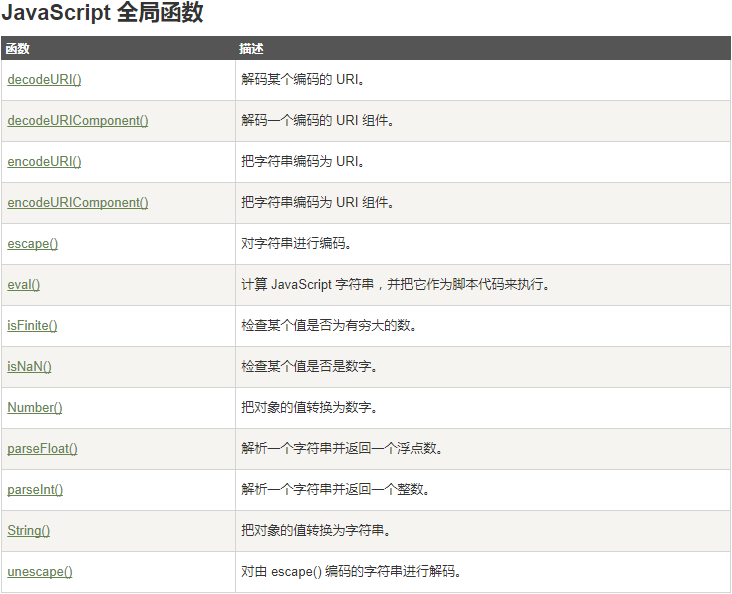 JavaScript 全局函数
函数 描述
decodeURI() 解码某个编码的 URI。
decodeURIComponent() 解码一个编码的 URI 组件。
encodeURI() 把字符串编码为 URI。
encodeURIComponent() 把字符串编码为 URI 组件。
escape() 对字符串进行编码。
eval() 计算 JavaScript 字符串，并把它作为脚本代码来执行。
isFinite() 检查某个值是否为有穷大的数。
isNaN() 检查某个值是否是数字。
Number() 把对象的值转换为数字。
parseFloat() 解析一个字符串并返回一个浮点数。
parseInt() 解析一个字符串并返回一个整数。
String() 把对象的值转换为字符串。
unescape() 对由 escape() 编码的字符串进行解码。